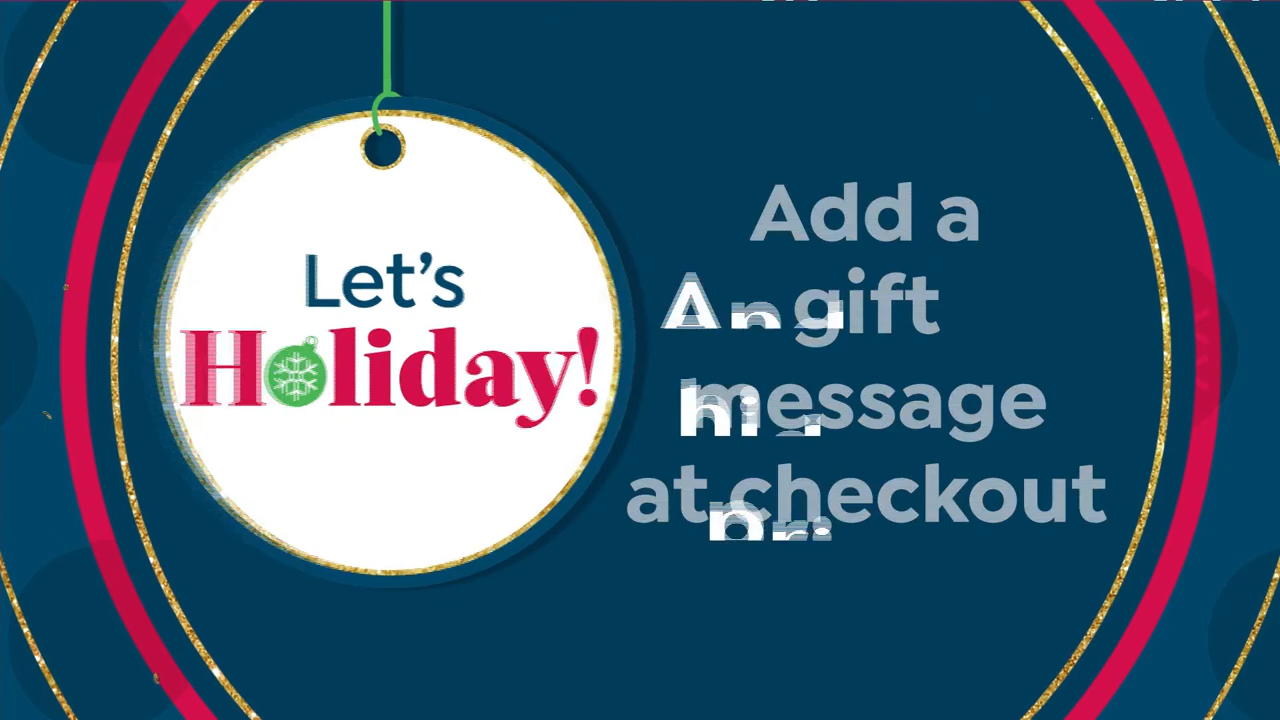 Let's
Holiday!
Add a
gift
message
at checkout